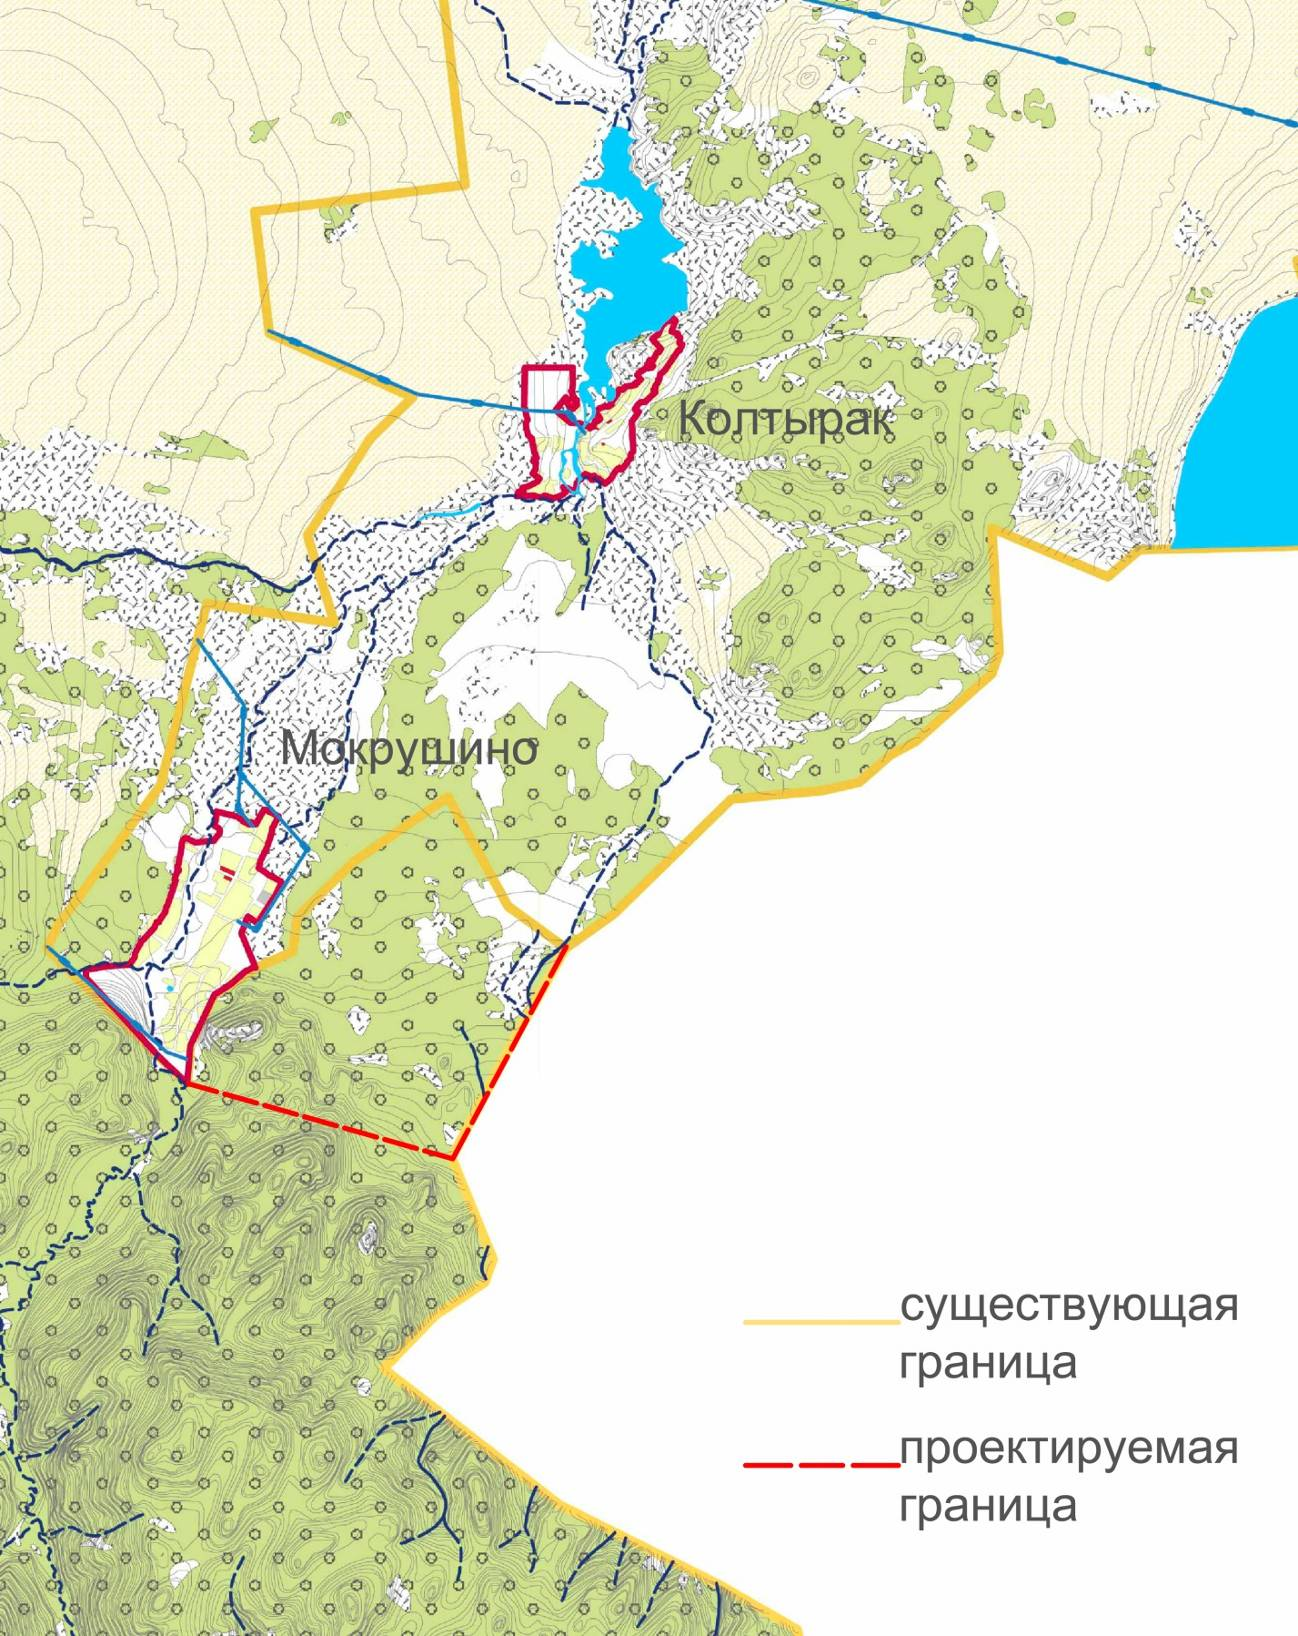 Колтырак
Мокрушино
существующая
граница
проектируемая
граница